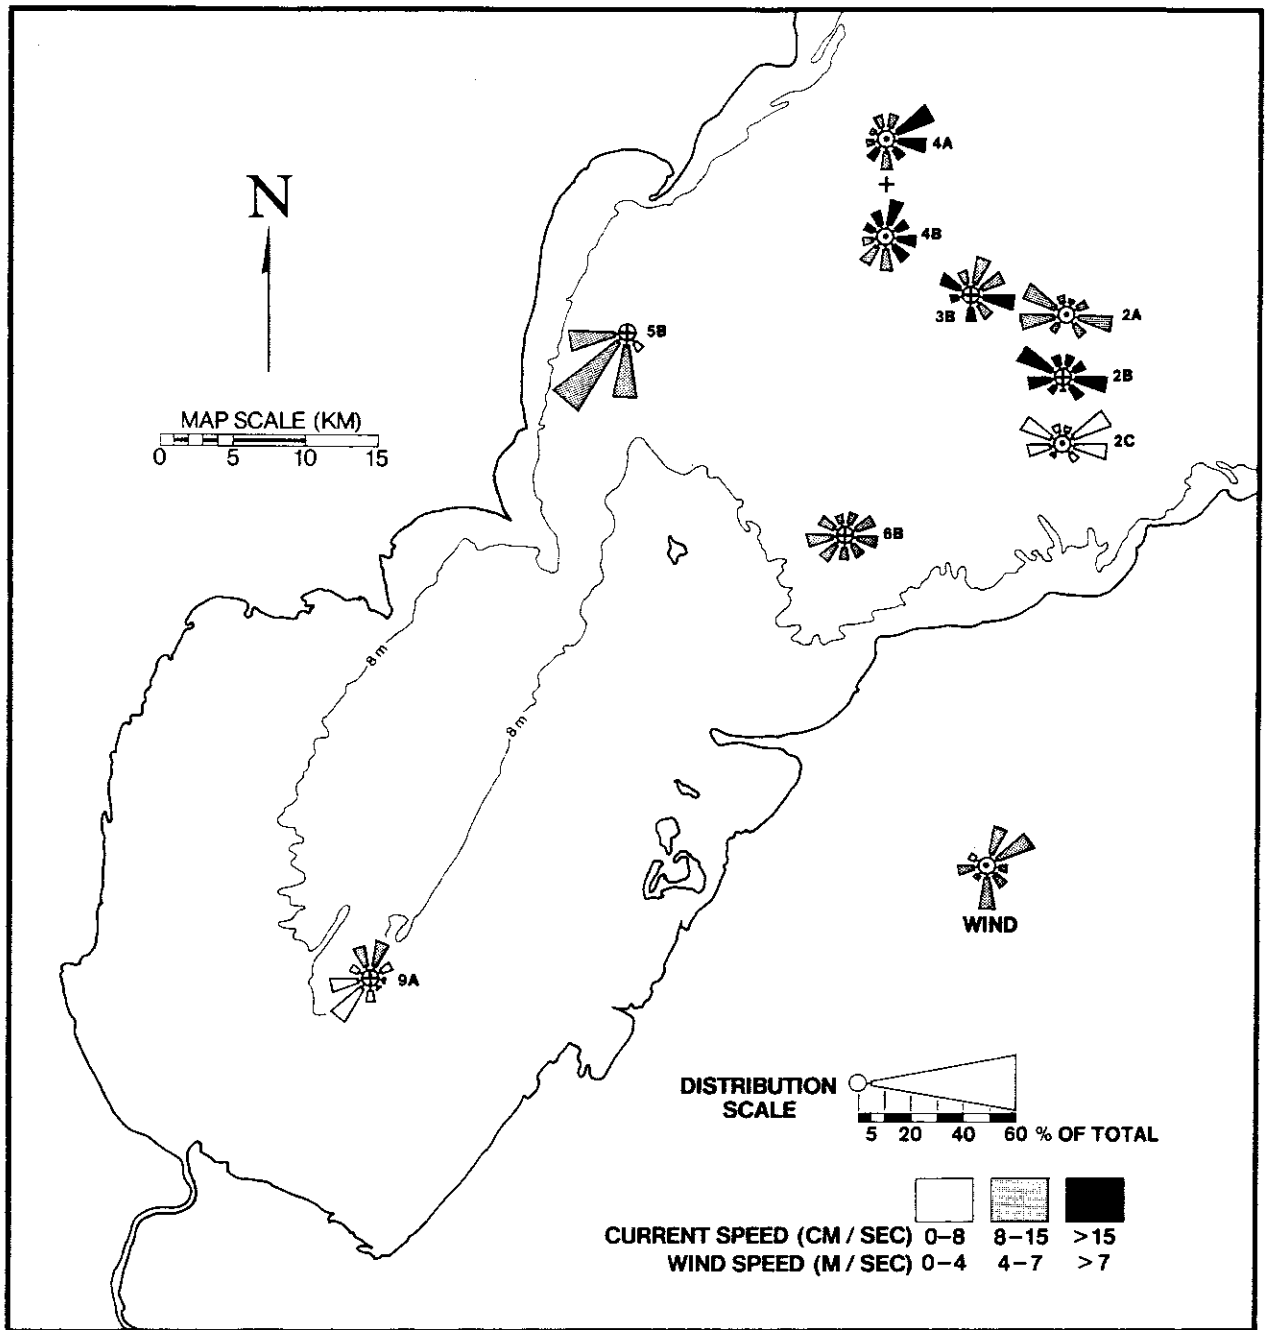 4A
N
4B
3B
2A
5B
2B
MAP SCALE (KM)
2C
0 5 10 15
6B
8m
8m
WIND
9A
DISTRIBUTION
SCALE
5 20 40 60 % OF TOTAL
CURRENT SPEED (CM / SEC) 0-8 8-15 >15
WIND SPEED (M / SEC) 0-4 4-7 >7